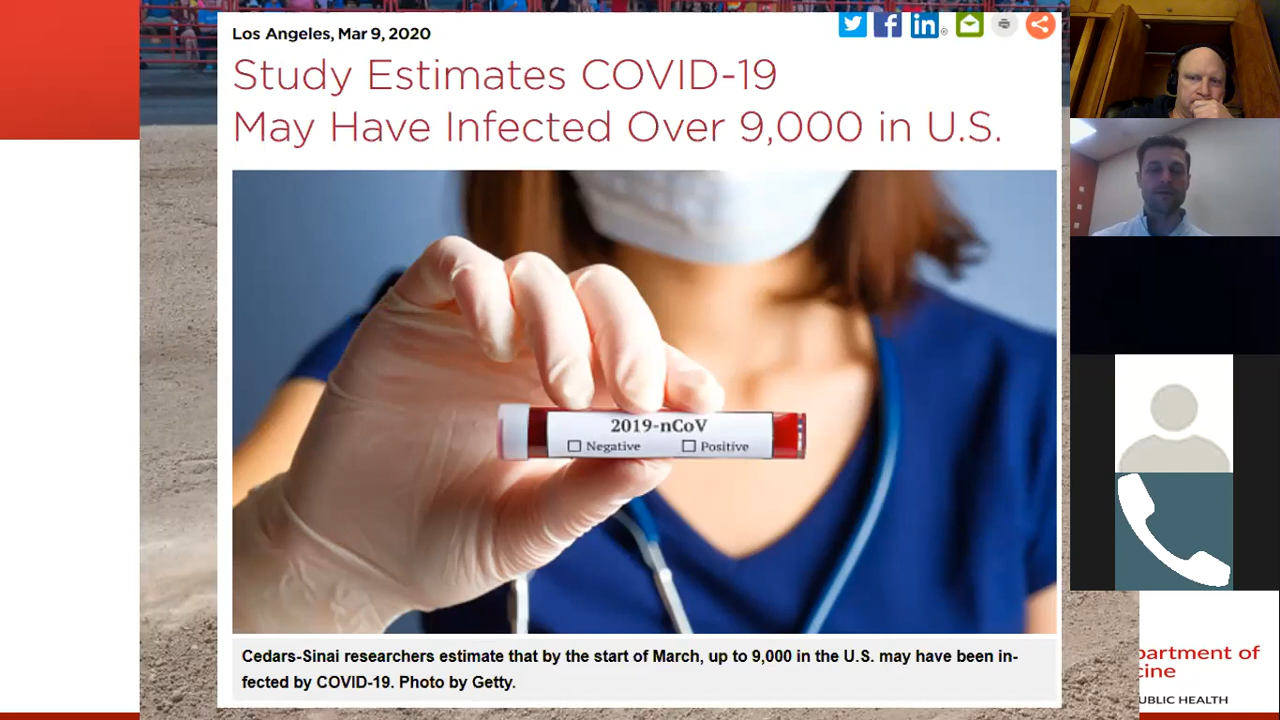 Los Angeles, Mar 9, 2020
Study Estimates COVID-19
May Have Infected Over 9,000 in U.S.
2019-nCoV
Negative Positive
Cedars-Sinai researchers estimate that by the start of March, up to 9,000 in the U.S. may have been in-
fected by COVID-19. Photo by Getty.
partment of
cine
UBLIC HEALTH